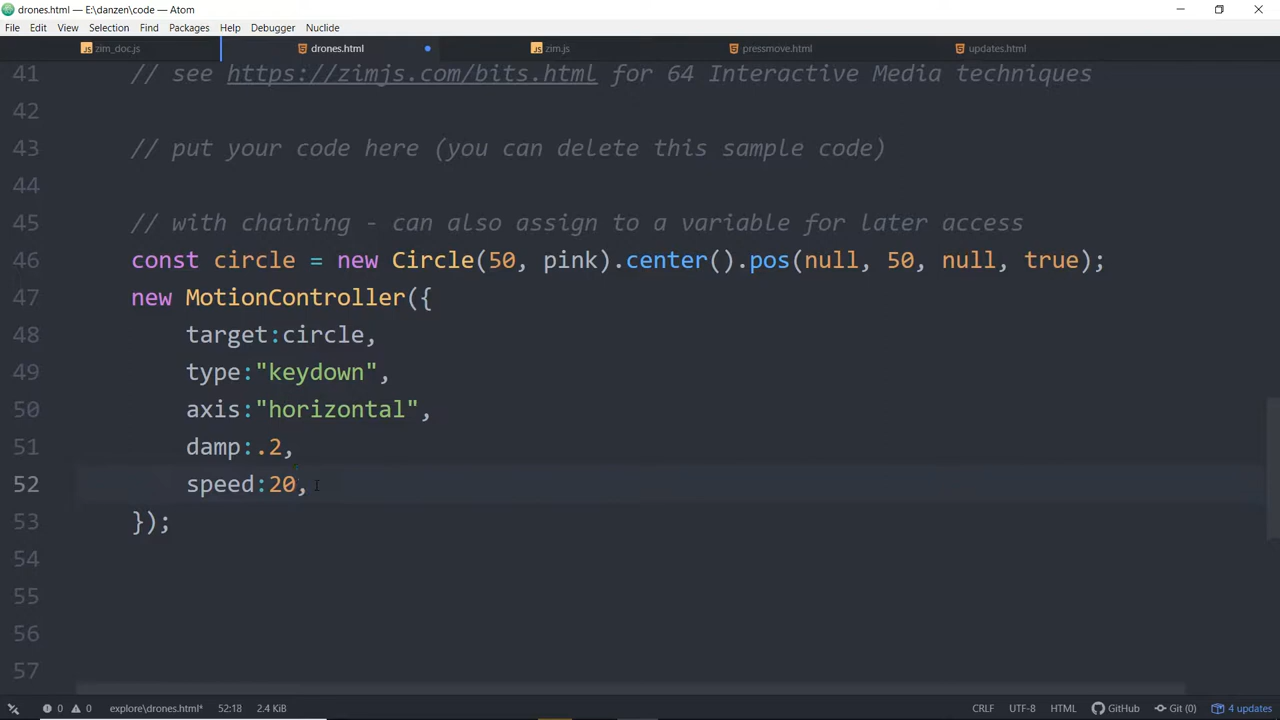 drones.html — E:\danzen\code — Atom
File Edit View Selection Find Packages Help Debugger Nuclide
zim_doc.js drones.html zim.js pressmove.html updates.html
41 // see https://zimjs.com/bits.html for 64 Interactive Media techniques
42
43 // put your code here (you can delete this sample code)
44
45 // with chaining - can also assign to a variable for later access
46 const circle = new Circle(50, pink).center().pos(null, 50, null, true);
47 new MotionController({
48 target:circle,
49 type:"keydown",
50 axis:"horizontal",
51 damp:.2,
52 speed:20,
53 });
54
55
56
57
0 0 explore\drones.html* 52:18 2.4 KiB CRLF UTF-8 HTML GitHub Git (0) 4 updates